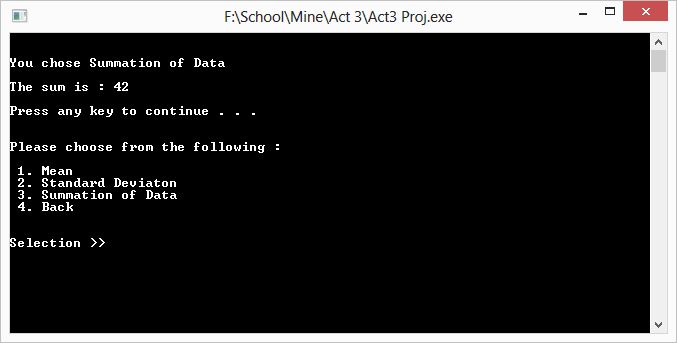 F:\School\Mine\Act 3\Act3 Proj.exe
You chose Summation of Data
The sum is : 42
Press any key to continue . . .
Please choose from the following :
1. Mean
2. Standard Deviaton
3. Summation of Data
4. Back
Selection >>